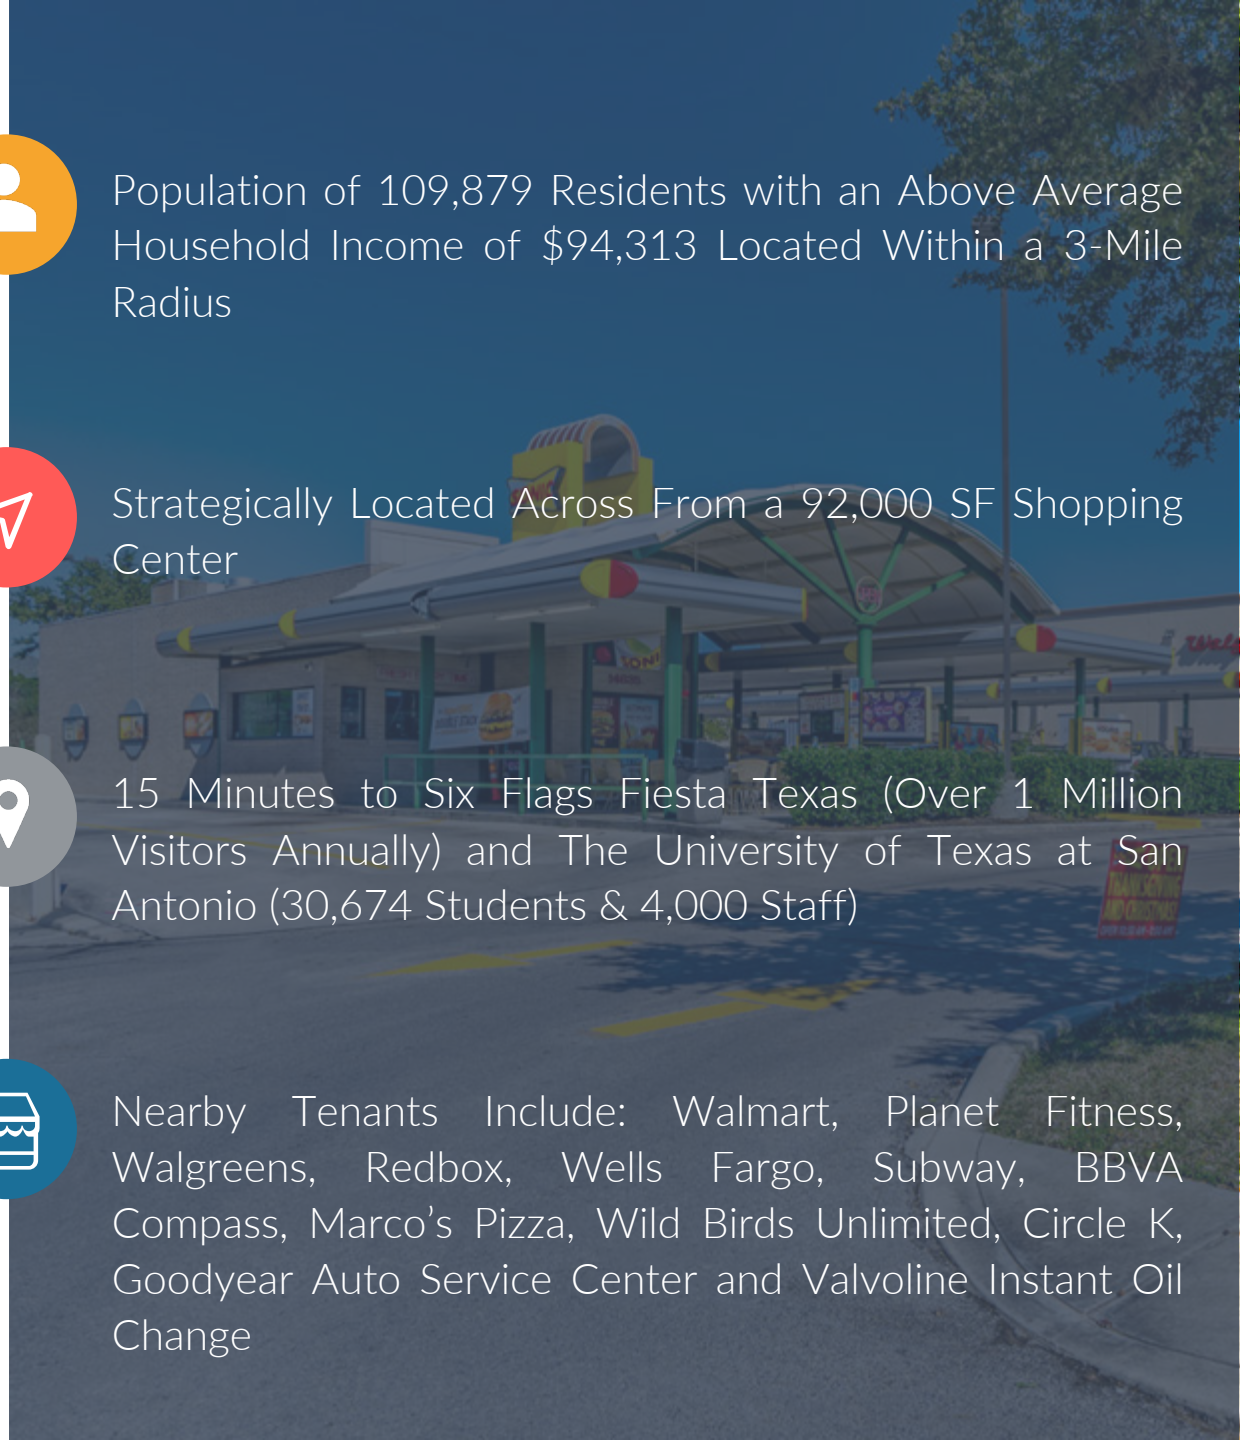 Population of 109,879 Residents with an Above Average
Household Income of $94,313 Located Within a 3-Mile
Radius
SONIC
Strategically Located Across From a 92,000 SF Shopping
Center
15 Minutes to Six Flags Fiesta Texas (Over 1 Million
Visitors Annually) and The University of Texas at San
Antonio (30,674 Students & 4,000 Staff)
THANKSGIVING
AND CHRISTMAS!
Nearby Tenants Include: Walmart, Planet Fitness,
Walgreens, Redbox, Wells Fargo, Subway, BBVA
Compass, Marco’s Pizza, Wild Birds Unlimited, Circle K,
Goodyear Auto Service Center and Valvoline Instant Oil
Change